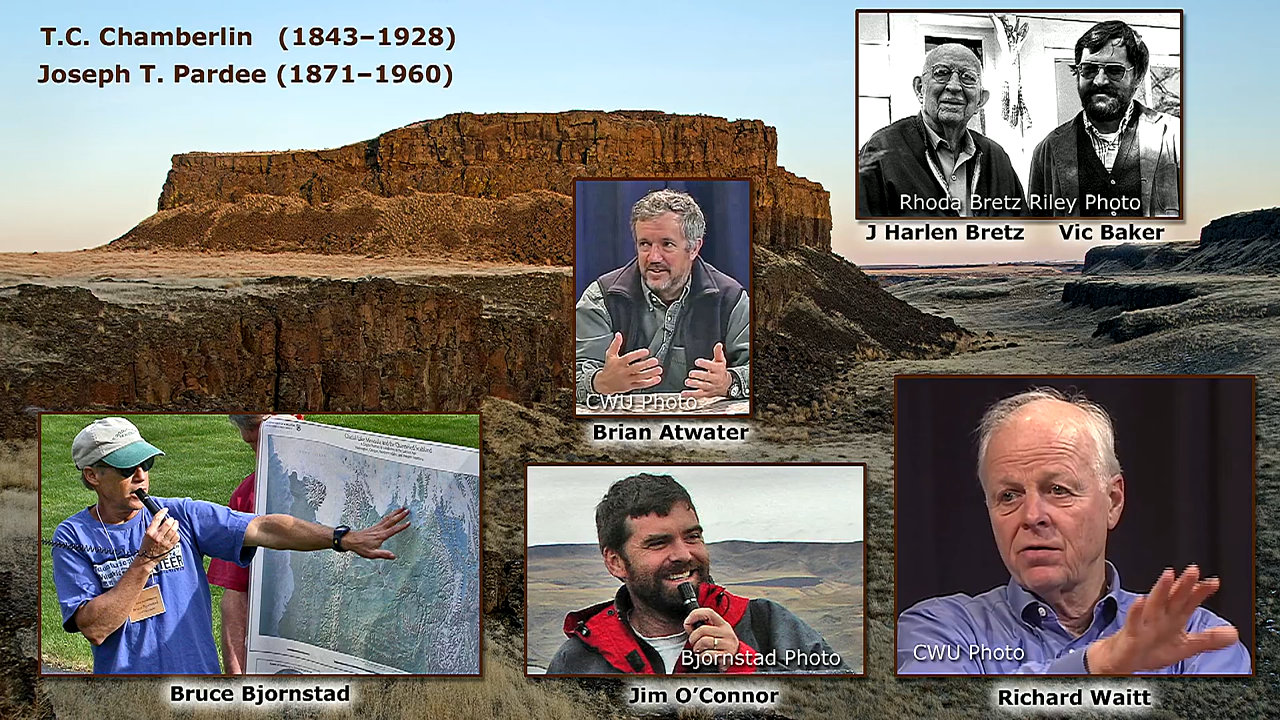 T.C. Chamberlin (1843–1928)
Joseph T. Pardee (1871–1960)
Rhoda Bretz Riley Photo
J Harlen Bretz Vic Baker
CWU Photo
Brian Atwater
Bruce Bjornstad
Bjornstad Photo
Jim O’Connor
CWU Photo
Richard Waitt